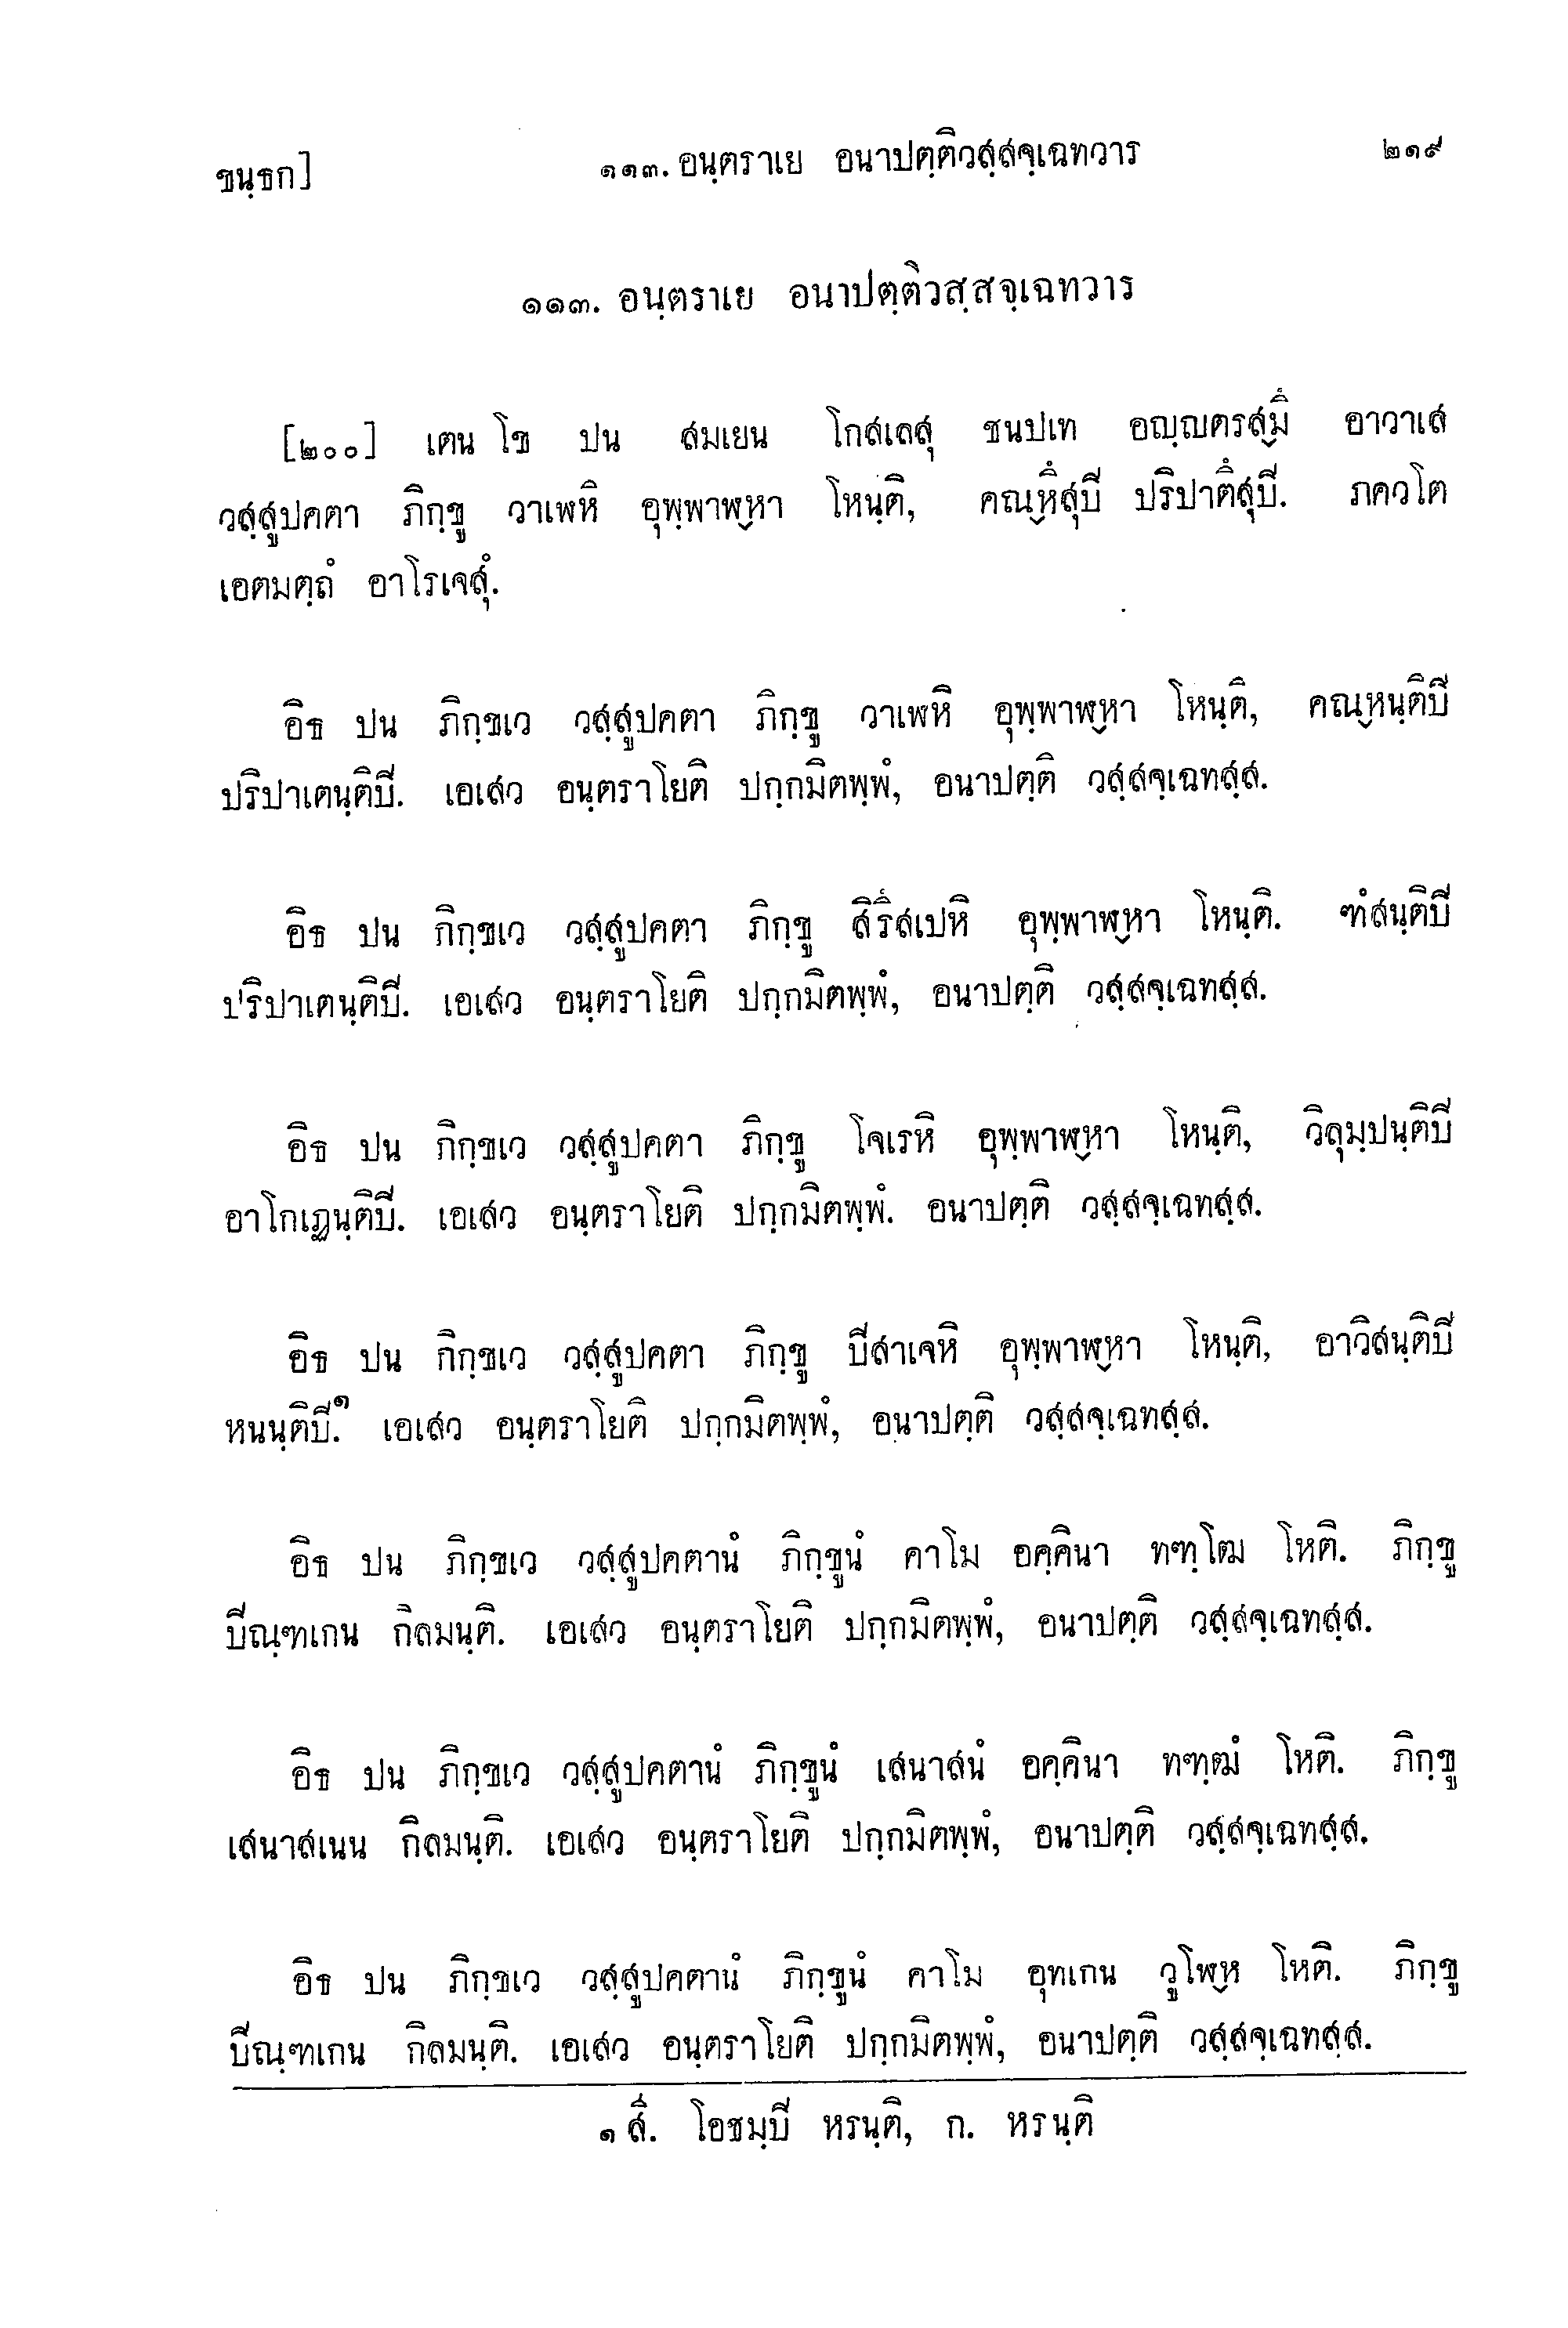 ขนฺธก] ๑๑๓. อนฺตราเย อนาปตฺติวสฺสจฺเฉทวาร ๒๑๙
๑๑๓. อนฺตราเย อนาปตฺติวสฺสจฺเฉทวาร
[๒๐๐] เตน โข ปน สมเยน โกสเลสุ ชนปเท อญฺญตรสฺมึ อาวาเส
วสฺสูปคตา ภิกฺขู วาเฬหิ อุพฺพาฬฺหา โหนฺติ, คณฺหึสุปิ ปริปาตึสุปิ. ภควโต
เอตมตฺถํ อาโรเจสุํ.
อิธ ปน ภิกฺขเว วสฺสูปคตา ภิกฺขู วาเฬหิ อุพฺพาฬฺหา โหนฺติ, คณฺหนฺติปิ
ปริปาเตนฺติปิ. เอเสว อนฺตราโยติ ปกฺกมิตพฺพํ, อนาปตฺติ วสฺสจฺเฉทสฺส.
อิธ ปน ภิกฺขเว วสฺสูปคตา ภิกฺขู สิรึสเปหิ อุพฺพาฬฺหา โหนฺติ. ฑํสนฺติปิ
ปริปาเตนฺติปิ. เอเสว อนฺตราโยติ ปกฺกมิตพฺพํ, อนาปตฺติ วสฺสจฺเฉทสฺส.
อิธ ปน ภิกฺขเว วสฺสูปคตา ภิกฺขู โจเรหิ อุพฺพาฬฺหา โหนฺติ, วิลุมฺปนฺติปิ
อาโกเฏนฺติปิ. เอเสว อนฺตราโยติ ปกฺกมิตพฺพํ. อนาปตฺติ วสฺสจฺเฉทสฺส.
อิธ ปน ภิกฺขเว วสฺสูปคตา ภิกฺขู ปิสาเจหิ อุพฺพาฬฺหา โหนฺติ, อาวิสนฺติปิ
หนนฺติปิ.๑ เอเสว อนฺตราโยติ ปกฺกมิตพฺพํ, อนาปตฺติ วสฺสจฺเฉทสฺส.
อิธ ปน ภิกฺขเว วสฺสูปคตานํ ภิกฺขูนํ คาโม อคฺคินา ทฑฺโฒ โหติ. ภิกฺขู
ปิณฺฑเกน กิลมนฺติ. เอเสว อนฺตราโยติ ปกฺกมิตพฺพํ, อนาปตฺติ วสฺสจฺเฉทสฺส.
อิธ ปน ภิกฺขเว วสฺสูปคตานํ ภิกฺขูนํ เสนาสนํ อคฺคินา ทฑฺฒํ โหติ. ภิกฺขู
เสนาสเนน กิลมนฺติ. เอเสว อนฺตราโยติ ปกฺกมิตพฺพํ, อนาปตฺติ วสฺสจฺเฉทสฺส.
อิธ ปน ภิกฺขเว วสฺสูปคตานํ ภิกฺขูนํ คาโม อุทเกน วูโฬฺห โหติ. ภิกฺขู
ปิณฺฑเกน กิลมนฺติ. เอเสว อนฺตราโยติ ปกฺกมิตพฺพํ, อนาปตฺติ วสฺสจฺเฉทสฺส.
๑ สี. โอชมฺปิ หรนฺติ, ก. หรนฺติ